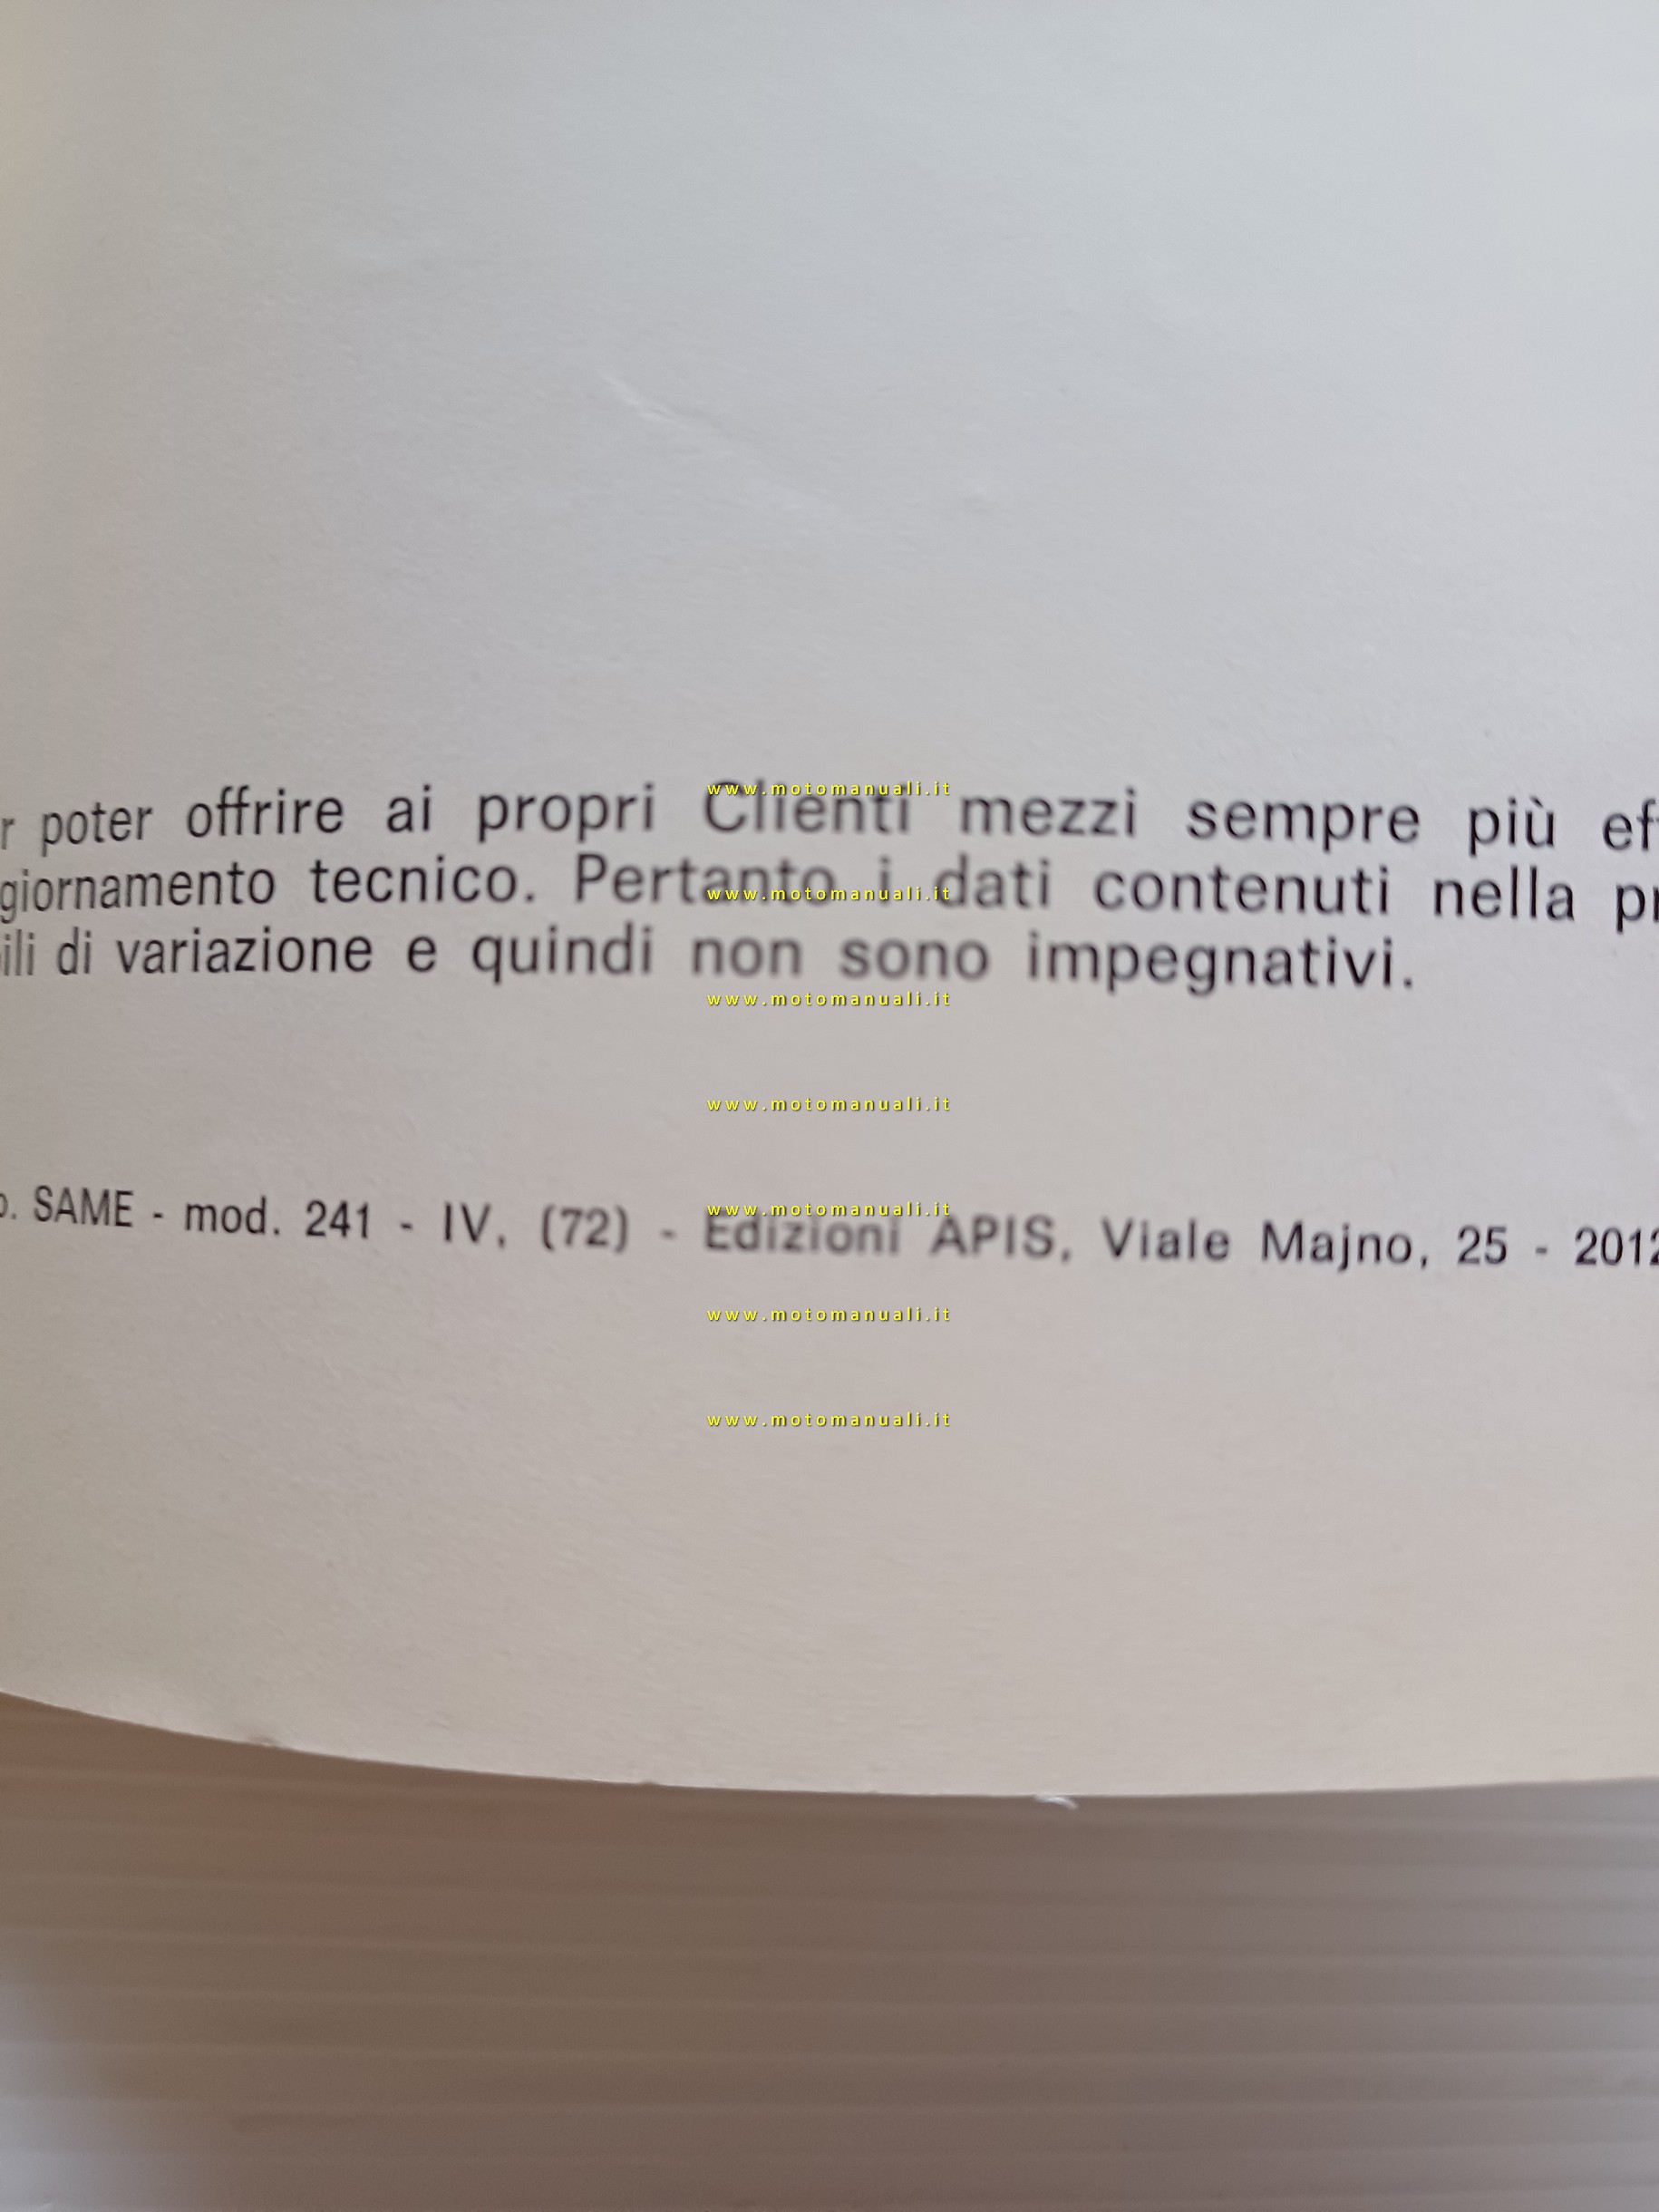 r poter offrire ai propri Clienti mezzi sempre più ef
giornamento tecnico. Pertanto i dati contenuti nella pr
ili di variazione e quindi non sono impegnativi.
. SAME - mod. 241 - IV. (72) - Edizioni APIS, Viale Majno, 25 - 2012
www.motomanuali.it
www.motomanuali.it
www.motomanuali.it
www.motomanuali.it
www.motomanuali.it
www.motomanuali.it
www.motomanuali.it